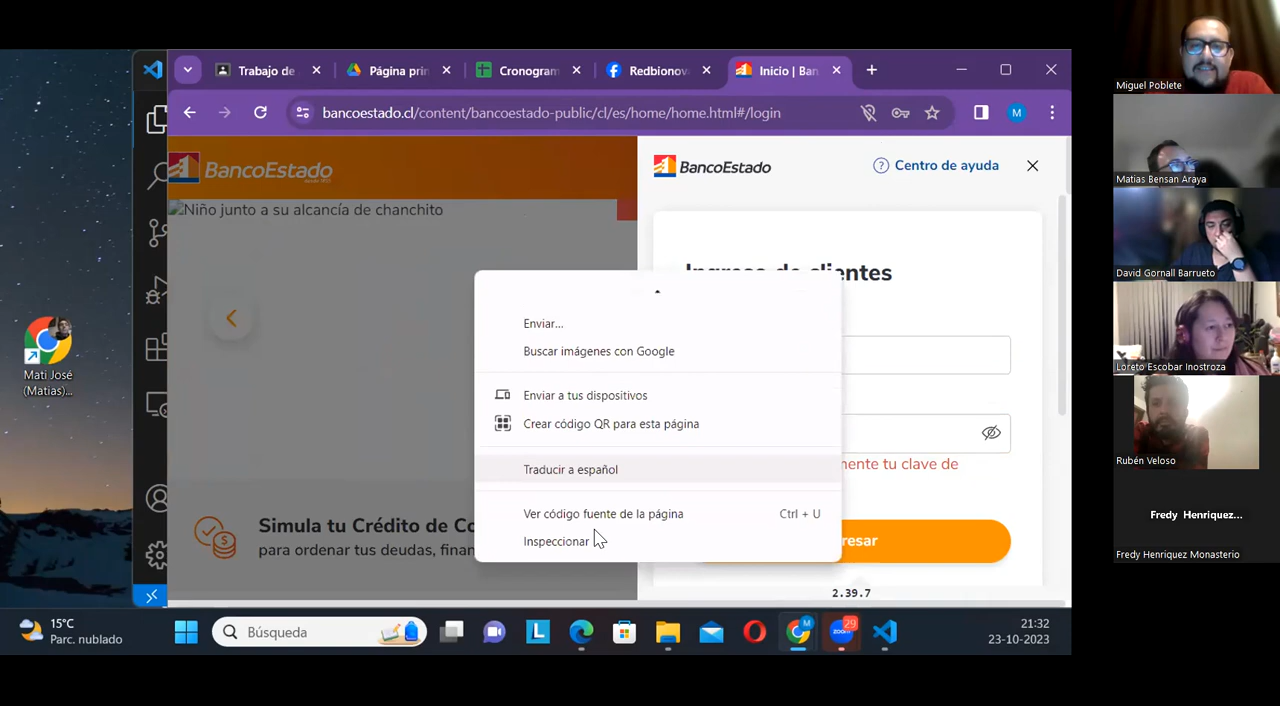 Mati José
(Matias)...
Trabajo de
Página prin
Cronogram
Redbionov
Inicio | Ban
bancoestado.cl/content/bancoestado-public/cl/es/home/home.html#/login
M
BancoEstado
Niño junto a su alcancía de chanchito
Simula tu Crédito de Co
para ordenar tus deudas, finan
BancoEstado
Centro de ayuda
Ingreso de clientes
mente tu clave de
esar
2.39.7
Enviar...
Buscar imágenes con Google
Enviar a tus dispositivos
Crear código QR para esta página
Traducir a español
Ver código fuente de la página Ctrl + U
Inspeccionar
15°C
Parc. nublado
Búsqueda
L
M
zoom
29
21:32
23-10-2023
Miguel Poblete
Matias Bensan Araya
David Gornall Barrueto
Loreto Escobar Inostroza
Rubén Veloso
Fredy Henriquez...
Fredy Henriquez Monasterio